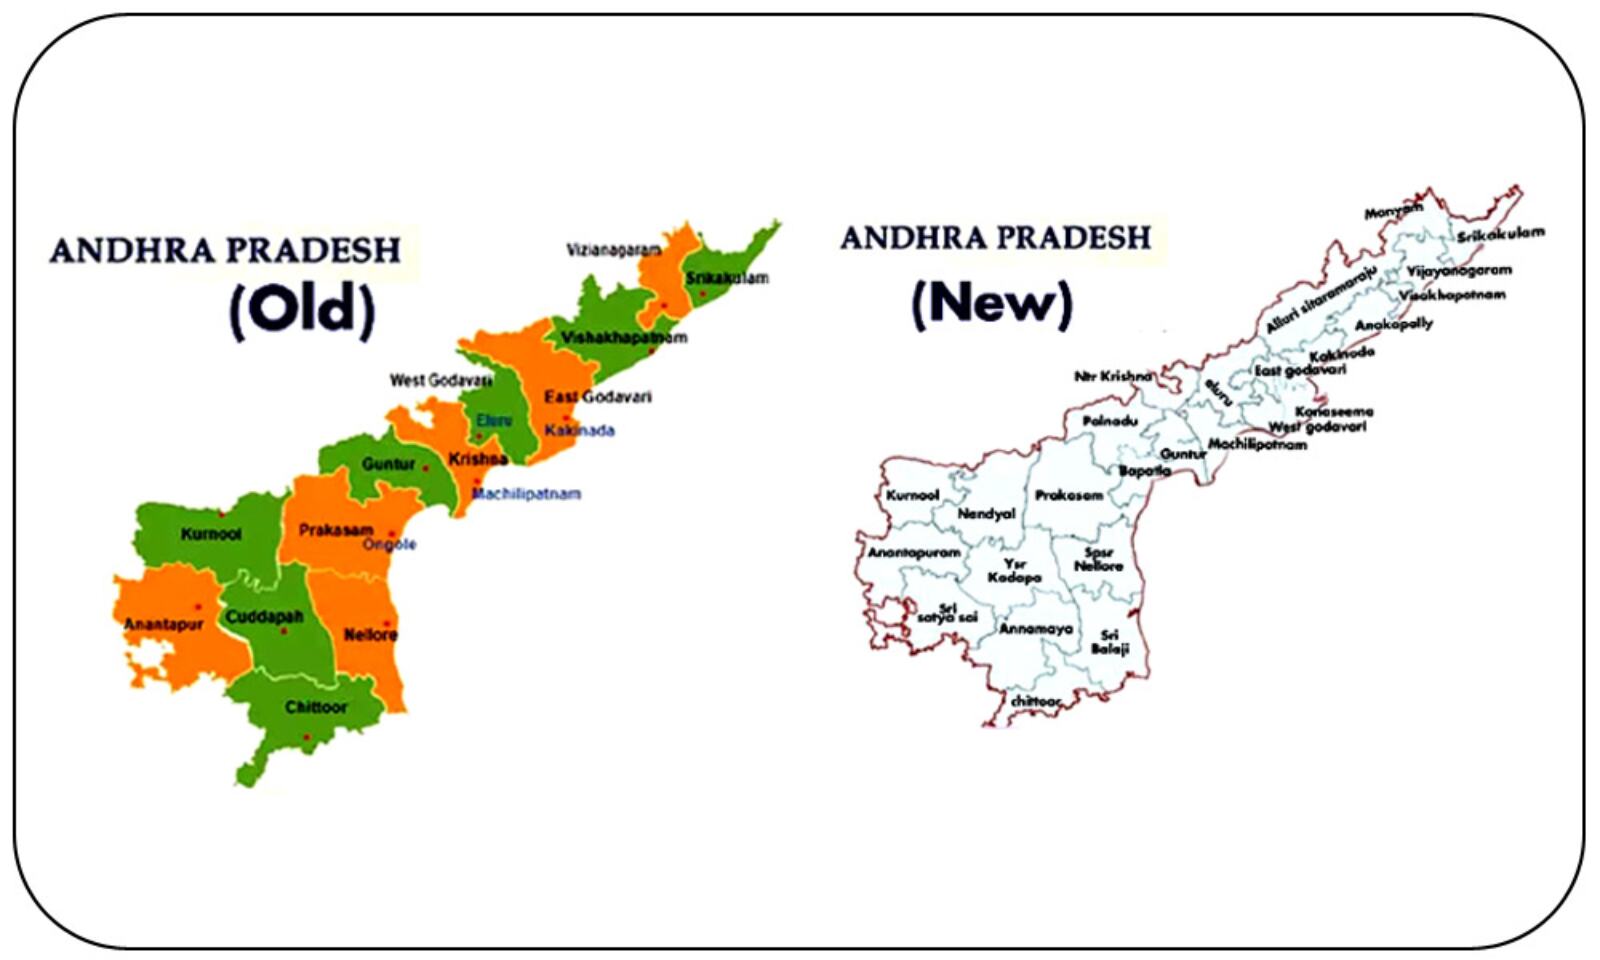 ANDHRA PRADESH
(Old)
Vizianagaram
Srikakulam
Vishakhapatnam
West Godavari
East Godavari
Eluru
Kakinada
Krishna
Guntur
Machilipatnam
Kurnool
Prakasam
Ongole
Anantapur
Cuddapah
Nellore
Chittoor
ANDHRA PRADESH
(New)
Manyam
Srikakulam
Alluri sitaramaraju
Vijayanagaram
Visakhapatnam
Anakapally
Kakinada
East godavari
Ntr Krishna
eluru
Konaseema
West godavari
Palnadu
Machilipatnam
Guntur
Bapatla
Kurnool
Nendyal
Prakasam
Anantapuram
Ysr
Kadapa
Spsr
Nellore
Sri
satya sai
Annamaya
Sri
Balaji
chittoor